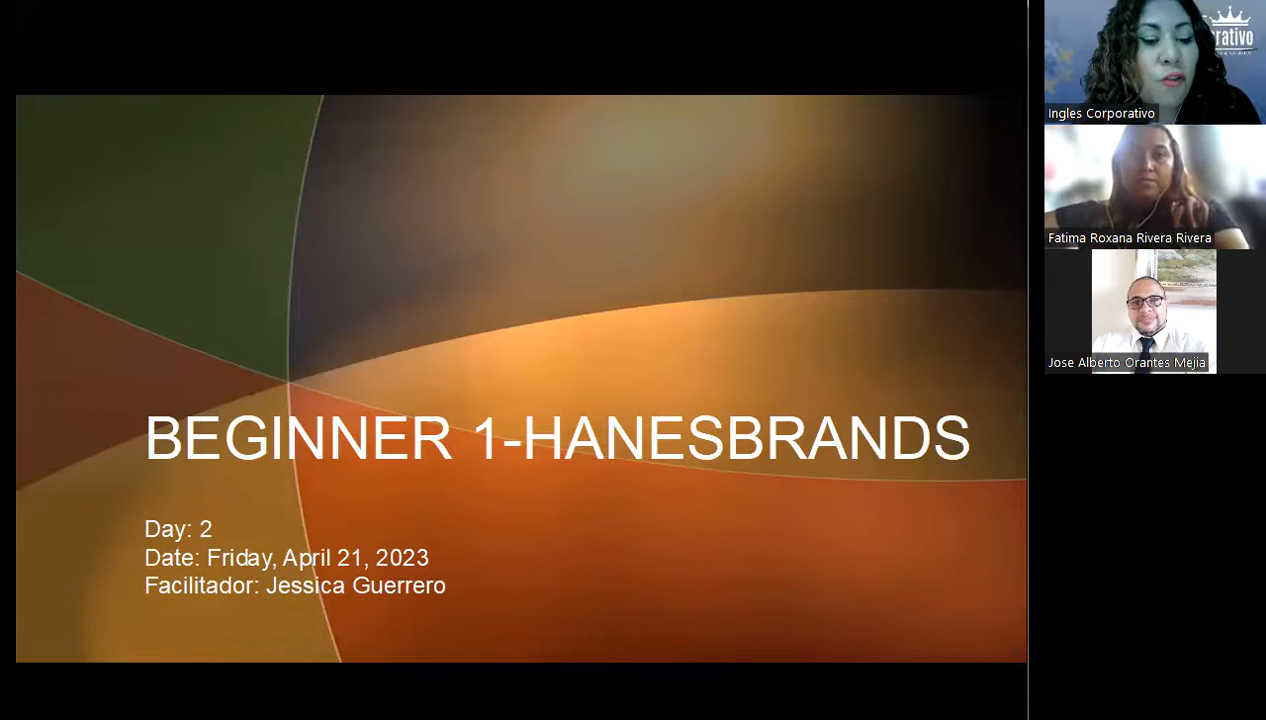 BEGINNER 1-HANESBRANDS
Day: 2
Date: Friday, April 21, 2023
Facilitador: Jessica Guerrero
Ingles Corporativo
Fatima Roxana Rivera Rivera
Jose Alberto Orantes Mejia